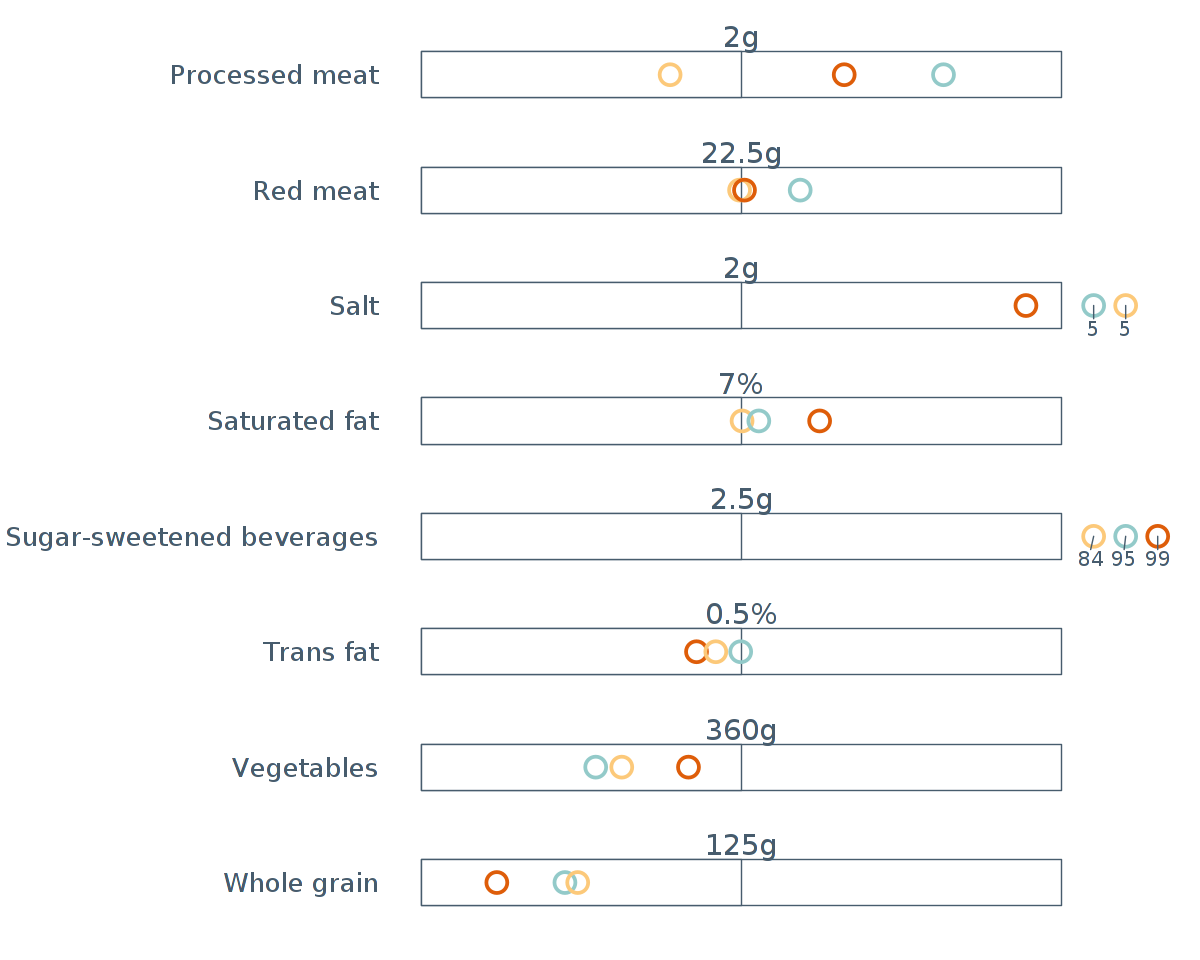 2g
Processed meat
22.5g
Red meat
2g
Salt
5 5
7%
Saturated fat
2.5g
Sugar-sweetened beverages
84 95 99
0.5%
Trans fat
360g
Vegetables
125g
Whole grain